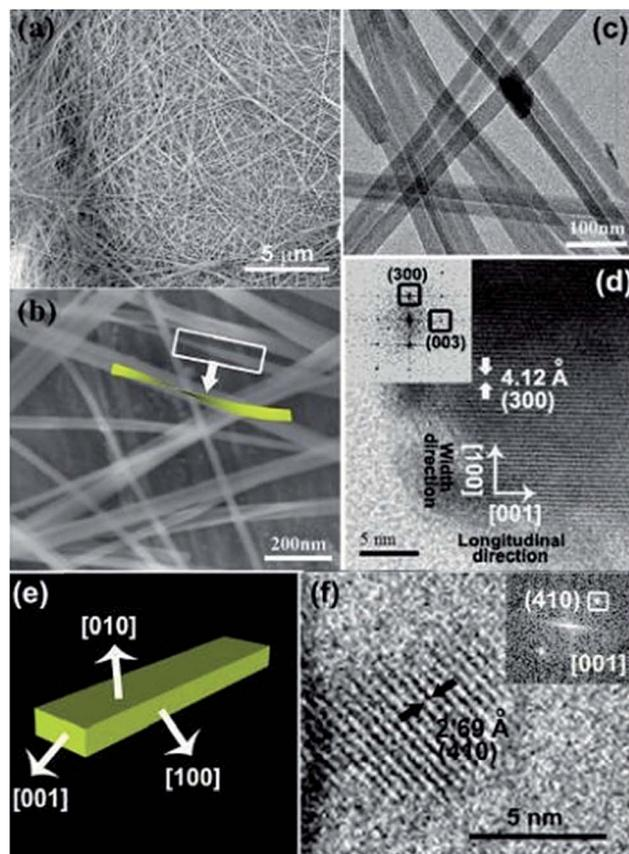 (a)
5 μm
(c)
100nm
(b)
200nm
(300)
(003)
(d)
4.12 Å
(300)
Width
direction
[100]
[001]
5 nm
Longitudinal
direction
(e)
[010]
[001]
[100]
(f)
(410)
[001]
2.69 Å
(410)
5 nm